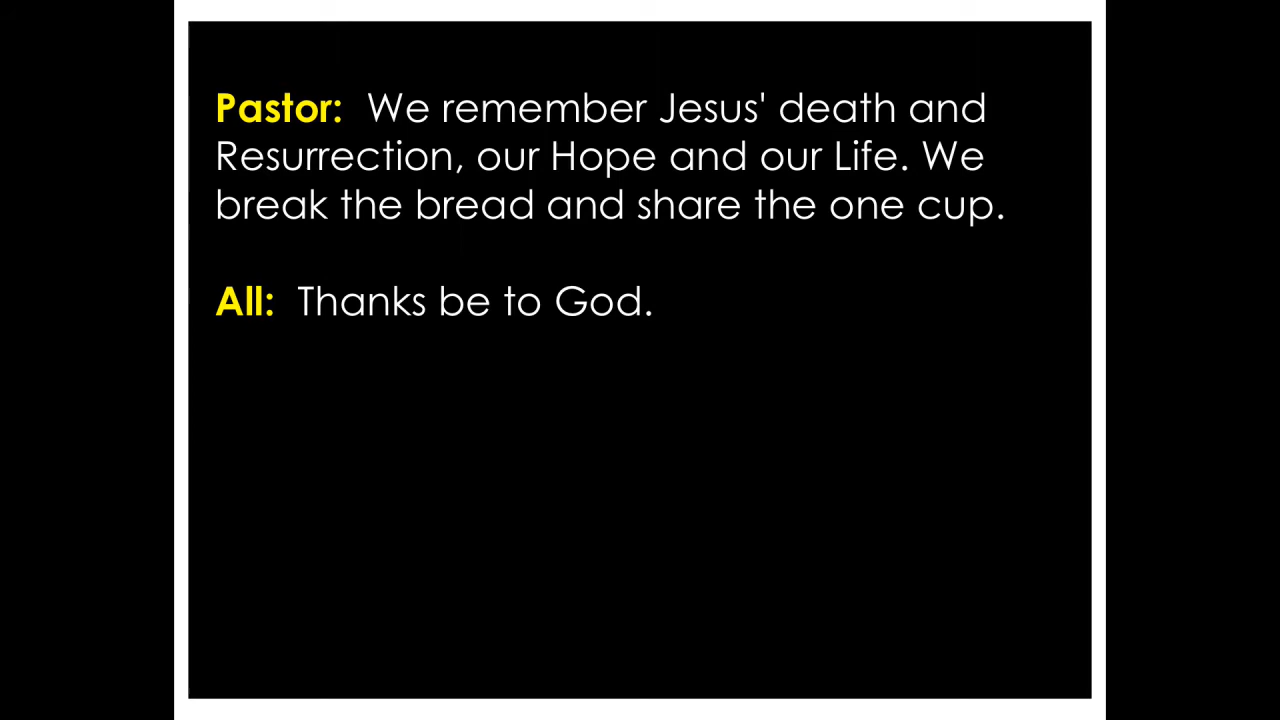 Pastor: We remember Jesus' death and
Resurrection, our Hope and our Life. We
break the bread and share the one cup.
All: Thanks be to God.